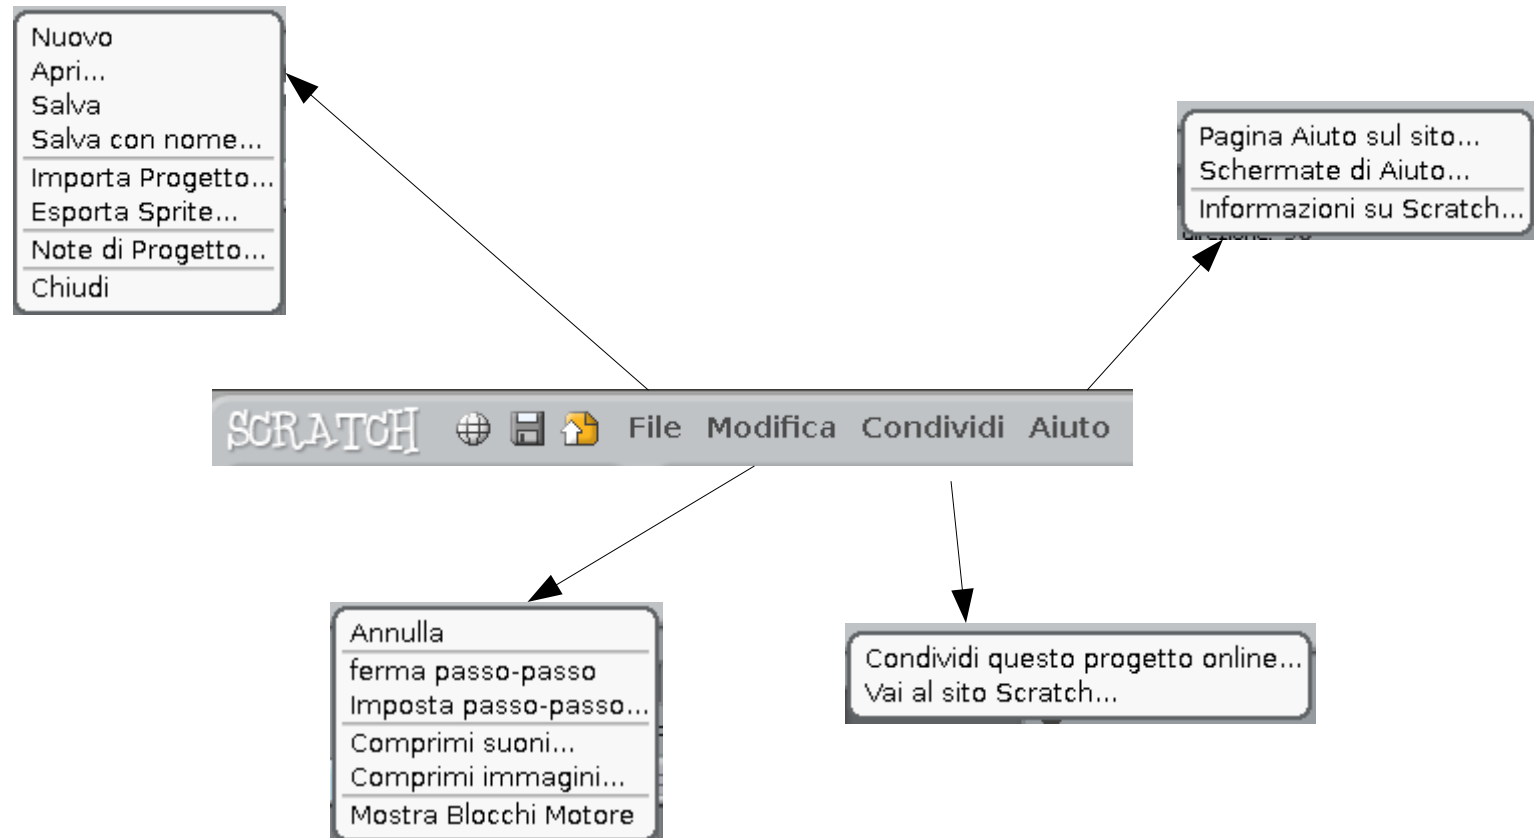 Nuovo
Apri...
Salva
Salva con nome...
Importa Progetto...
Esporta Sprite...
Note di Progetto...
Chiudi
Pagina Aiuto sul sito...
Schermate di Aiuto...
Informazioni su Scratch...
SCRATCH File Modifica Condividi Aiuto
Annulla
ferma passo-passo
Imposta passo-passo...
Comprimi suoni...
Comprimi immagini...
Mostra Blocchi Motore
Condividi questo progetto online...
Vai al sito Scratch...